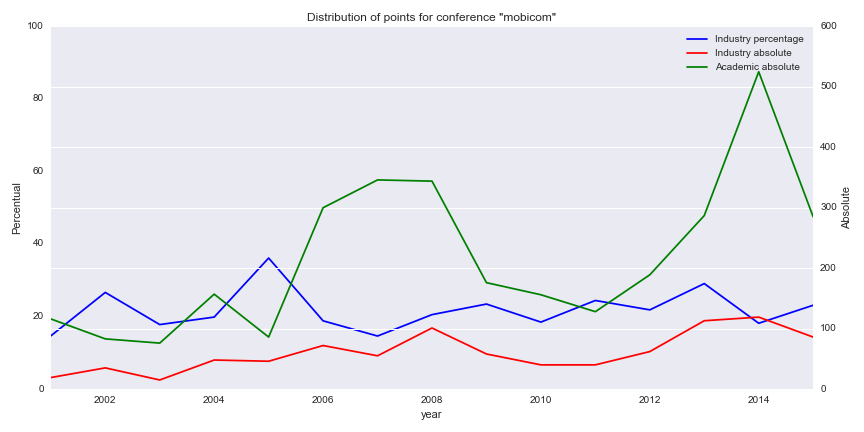 Distribution of points for conference "mobicom"
100
80
60
40
20
0
Percentual
600
500
400
300
200
100
0
Absolute
Industry percentage
Industry absolute
Academic absolute
2002 2004 2006 2008 2010 2012 2014
year